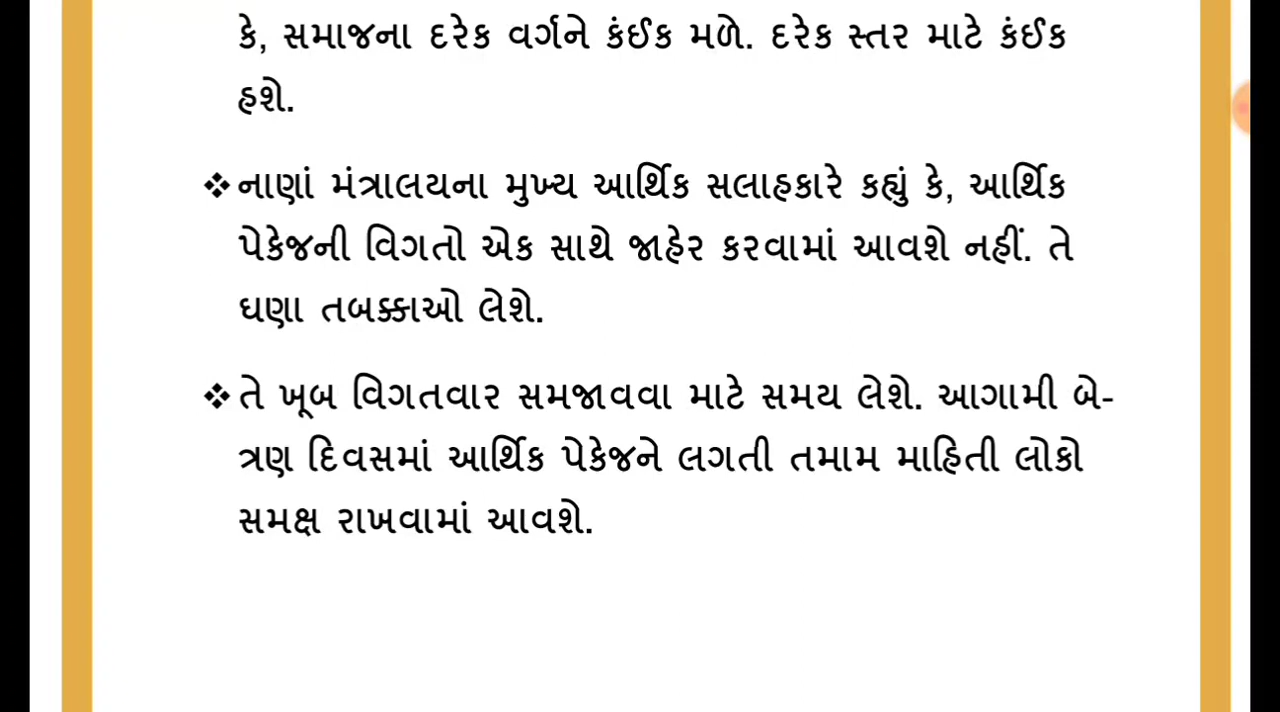 કે, સમાજના દરેક વર્ગને કંઈક મળે. દરેક સ્તર માટે કંઈક
હશે.
❖ નાણાં મંત્રાલયના મુખ્ય આર્થિક સલાહકારે કહ્યું કે, આર્થિક
પેકેજની વિગતો એક સાથે જાહેર કરવામાં આવશે નહીં. તે
ઘણા તબક્કાઓ લેશે.
❖ તે ખૂબ વિગતવાર સમજાવવા માટે સમય લેશે. આગામી બે-
ત્રણ દિવસમાં આર્થિક પેકેજને લગતી તમામ માહિતી લોકો
સમક્ષ રાખવામાં આવશે.